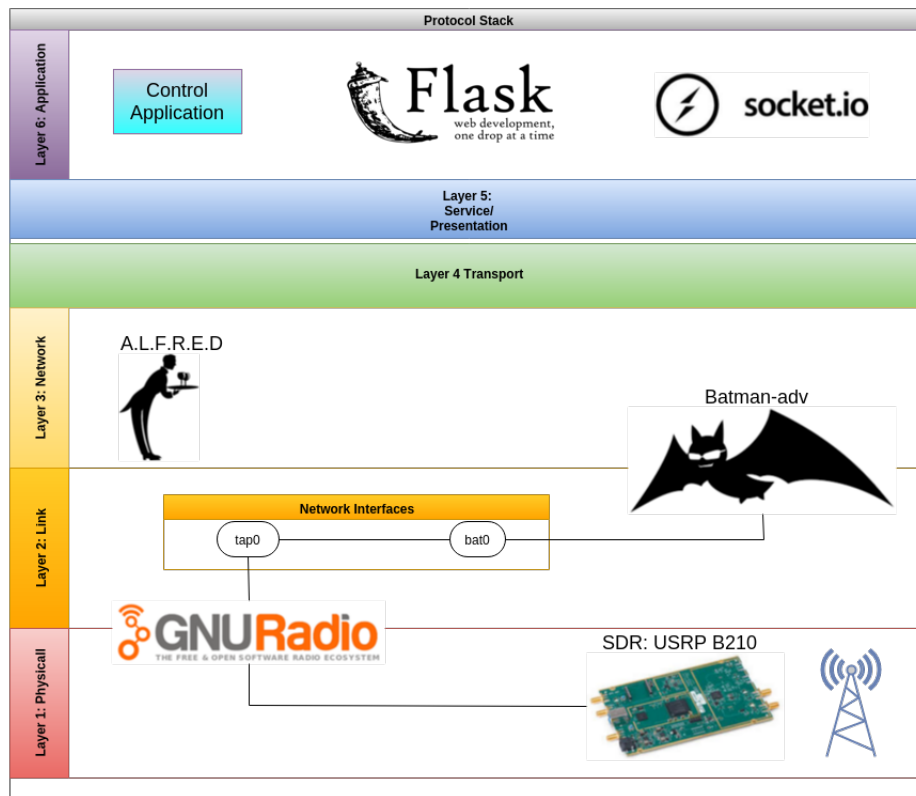 Protocol Stack
Layer 6: Application
Control
Application
Flask
web development,
one drop at a time
socket.io
Layer 5:
Service/
Presentation
Layer 4 Transport
Layer 3: Network
A.L.F.R.E.D
Batman-adv
Layer 2: Link
Network Interfaces
tap0
bat0
GNURadio
THE FREE & OPEN SOFTWARE RADIO ECOSYSTEM
Layer 1: Physicall
SDR: USRP B210